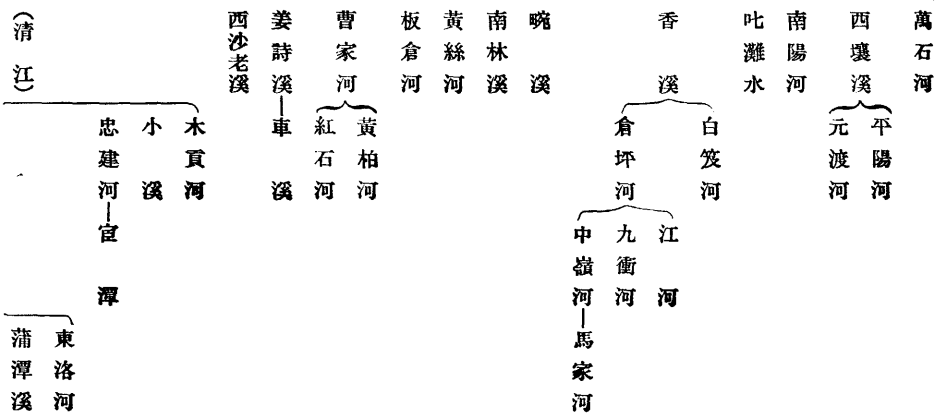 萬石河
西壤溪
平陽河
元渡河
南陽河
叱灘水
香溪
白笈河
倉坪河
江河
九衝河
中嶺河
馬家河
畹溪
南林溪
黃絲河
板倉河
曹家河
黃柏河
紅石河
姜詩溪
車溪
西沙老溪
(清江)
木貢河
小溪
忠建河
官潭
東洛河
蒲潭溪